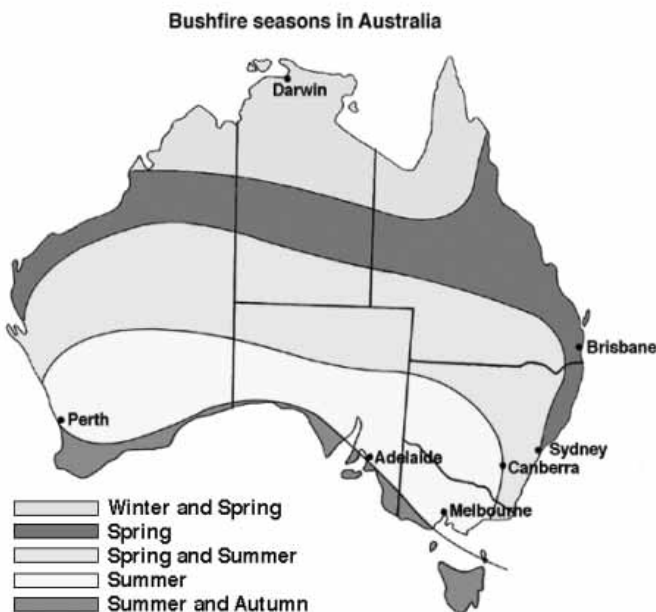 Bushfire seasons in Australia
Darwin
Brisbane
Perth
Sydney
Adelaide
Canberra
Melbourne
Winter and Spring
Spring
Spring and Summer
Summer
Summer and Autumn